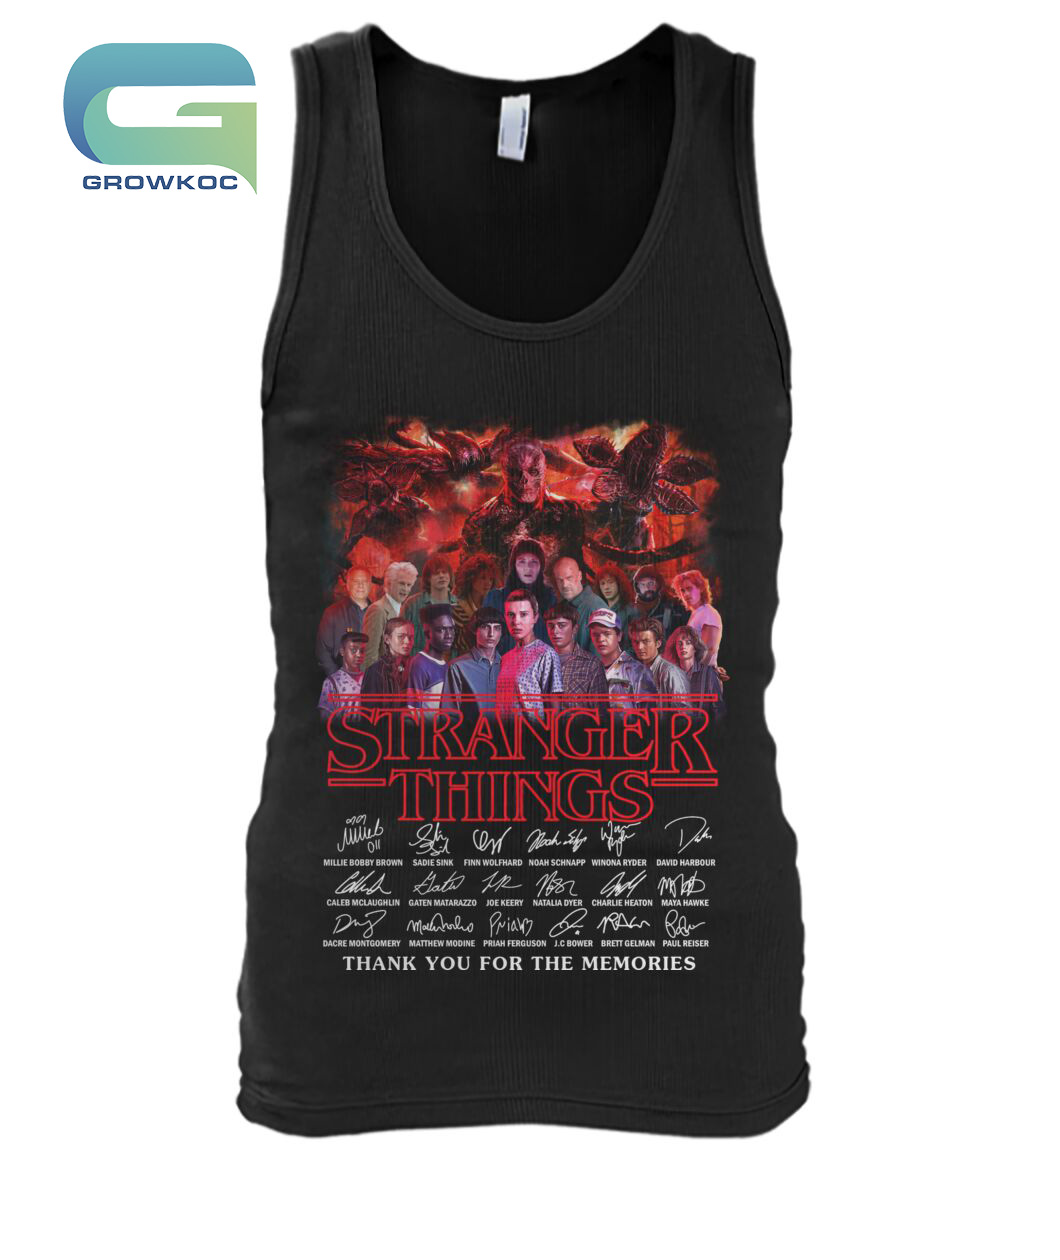 GROWKOC
STRANGER
THINGS
011
MILLIE BOBBY BROWN SADIE SINK FINN WOLFHARD NOAH SCHNAPP WINONA RYDER DAVID HARBOUR
CALEB MCLAUGHLIN GATEN MATARAZZO JOE KEERY NATALIA DYER CHARLIE HEATON MAYA HAWKE
DACRE MONTGOMERY MATTHEW MODINE PRIAH FERGUSON J.C BOWER BRETT GELMAN PAUL REISER
THANK YOU FOR THE MEMORIES